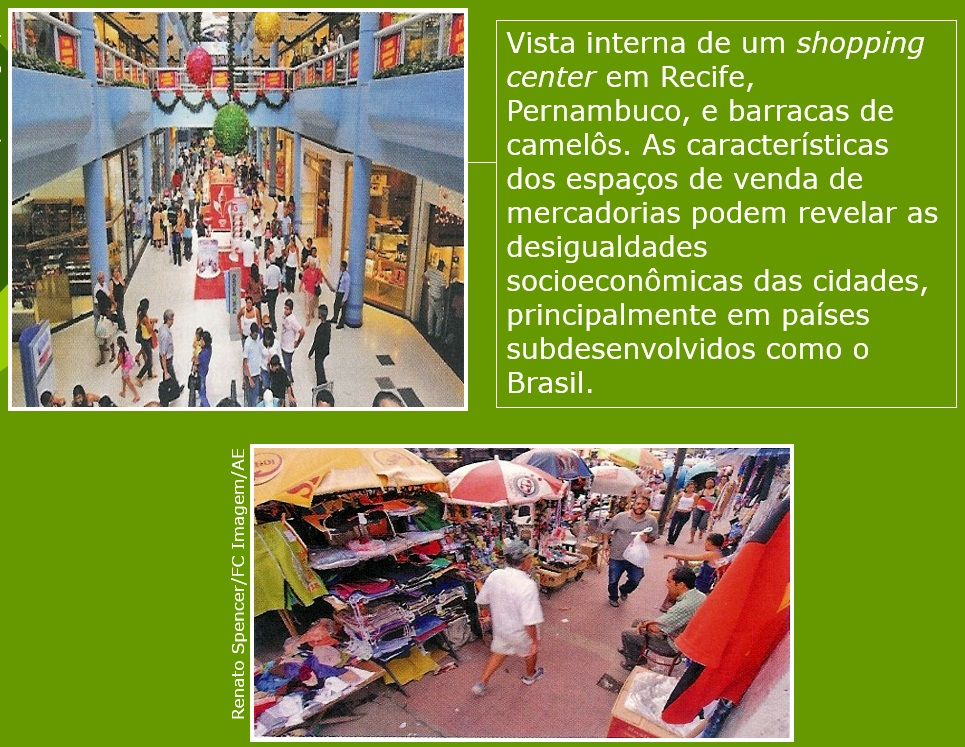 Vista interna de um shopping
center em Recife,
Pernambuco, e barracas de
camelôs. As características
dos espaços de venda de
mercadorias podem revelar as
desigualdades
socioeconômicas das cidades,
principalmente em países
subdesenvolvidos como o
Brasil.
Renato Spencer/FC Imagem/AE